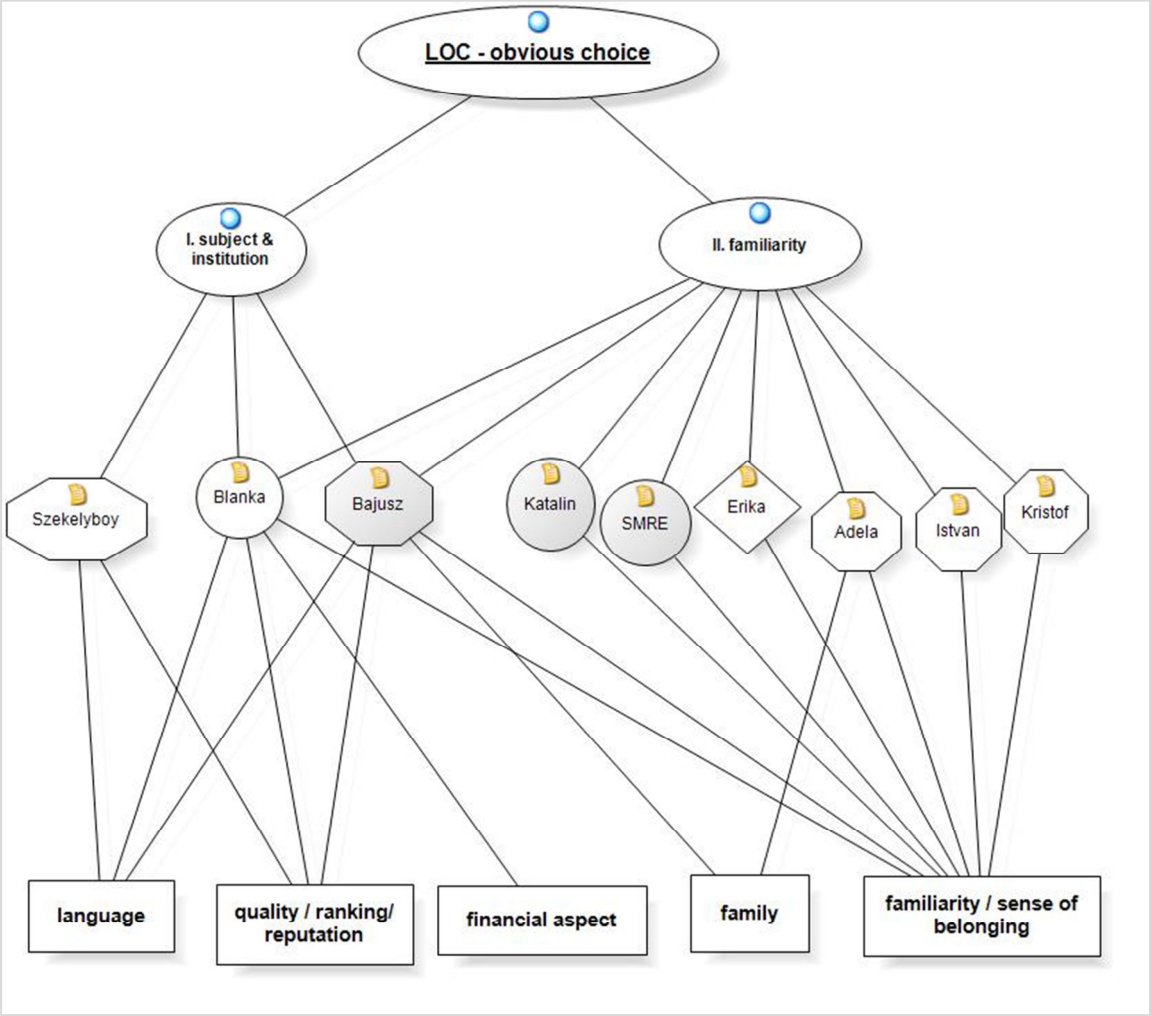 LOC - obvious choice
I. subject &
institution
II. familiarity
Szekelyboy
Blanka
Bajusz
Katalin
SMRE
Erika
Adela
Istvan
Kristof
language
quality / ranking/
reputation
financial aspect
family
familiarity / sense of
belonging